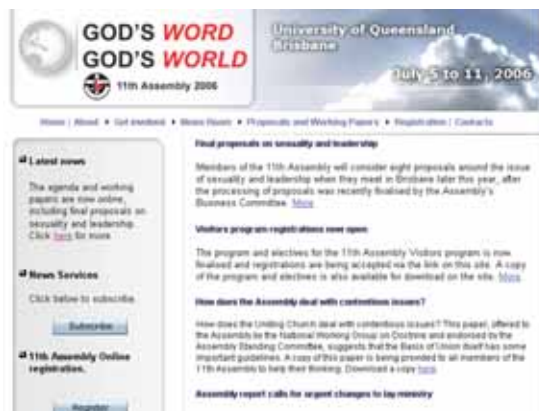 GOD'S WORD
GOD'S WORLD
11th Assembly 2006
University of Queensland
Brisbane
July 5 to 11, 2006
Home | About Get involved News Room Proposals and Working Papers Registration | Contacts
Latest news
The agenda and working
papers are now online,
including final proposals on
sexuality and leadership.
Click here for more.
News Services
Click below to subscribe.
Subscribe
11th Assembly Online
registration.
Register
Final proposals on sexuality and leadership
Members of the 11th Assembly will consider eight proposals around the issue
of sexuality and leadership when they meet in Brisbane later this year, after
the processing of proposals was recently finalised by the Assembly's
Business Committee. More
Visitors program registrations now open
The program and electives for the 11th Assembly Visitors program is now
finalised and registrations are being accepted via the link on this site. A copy
of the program and electives is also available for download on the site. More
How does the Assembly deal with contentious issues?
How does the Uniting Church deal with contentious issues? This paper, offered to
the Assembly by the National Working Group on Doctrine and endorsed by the
Assembly Standing Committee, suggests that the Basis of Union itself has some
important guidelines. A copy of this paper is being provided to all members of the
11th Assembly to help their thinking. Download a copy here.
Assembly report calls for urgent changes to lay ministry